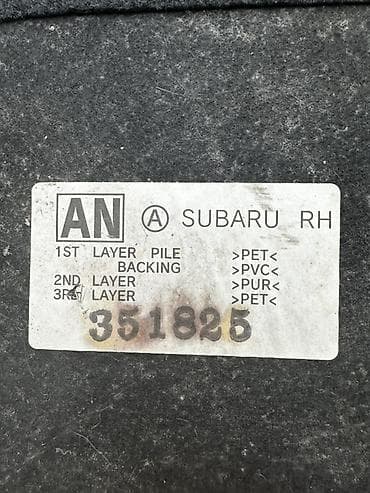 AN Ⓐ SUBARU RH
1ST LAYER PILE >PET<
BACKING >PVC<
2ND LAYER >PUR<
3RD LAYER >PET<
351825